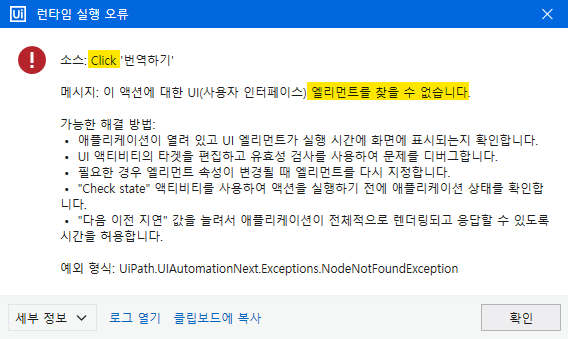 Ui 런타임 실행 오류
소스: Click '번역하기'
메시지: 이 액션에 대한 UI(사용자 인터페이스) 엘리먼트를 찾을 수 없습니다.
가능한 해결 방법:
• 애플리케이션이 열려 있고 UI 엘리먼트가 실행 시간에 화면에 표시되는지 확인합니다.
• UI 액티비티의 타겟을 편집하고 유효성 검사를 사용하여 문제를 디버그합니다.
• 필요한 경우 엘리먼트 속성이 변경될 때 엘리먼트를 다시 지정합니다.
• "Check state" 액티비티를 사용하여 액션을 실행하기 전에 애플리케이션 상태를 확인합
니다.
• "다음 이전 지연" 값을 늘려서 애플리케이션이 전체적으로 렌더링되고 응답할 수 있도록
시간을 허용합니다.
예외 형식: UiPath.UIAutomationNext.Exceptions.NodeNotFoundException
세부 정보 로그 열기 클립보드에 복사 확인